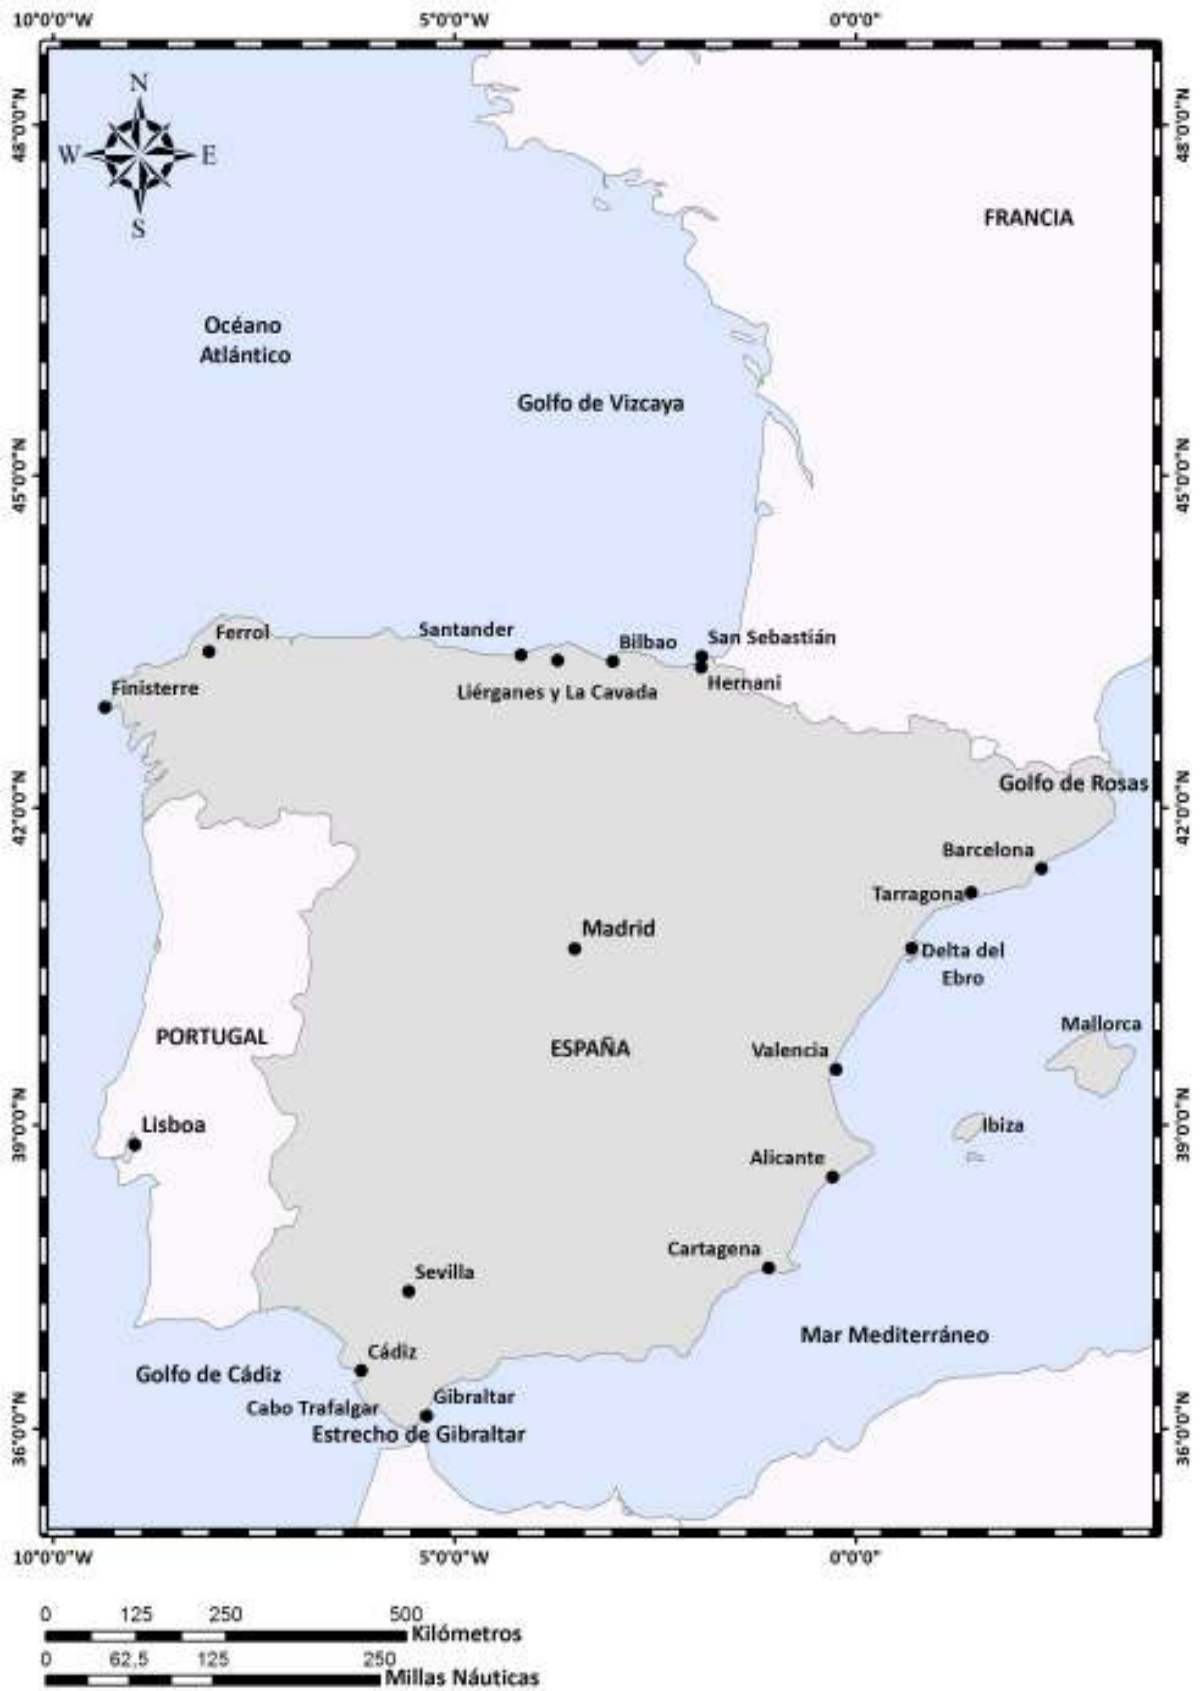 10°0'0"W 5°0'0"W 0°0'0"
N
W E
S
48°0'0"N 48°0'0"N
FRANCIA
Océano
Atlántico
Golfo de Vizcaya
45°0'0"N 45°0'0"N
Ferrol
Santander
Bilbao
San Sebastián
Finisterre
Liérganes y La Cavada
Hernani
Golfo de Rosas
42°0'0"N 42°0'0"N
Barcelona
Tarragona
Madrid
Delta del
Ebro
Mallorca
PORTUGAL
ESPAÑA
Valencia
Lisboa
Ibiza
39°0'0"N 39°0'0"N
Alicante
Cartagena
Sevilla
Mar Mediterráneo
Cádiz
Golfo de Cádiz
Gibraltar
Cabo Trafalgar
Estrecho de Gibraltar
36°0'0"N 36°0'0"N
10°0'0"W 5°0'0"W 0°0'0"
0 125 250 500
Kilómetros
0 62,5 125 250
Millas Náuticas